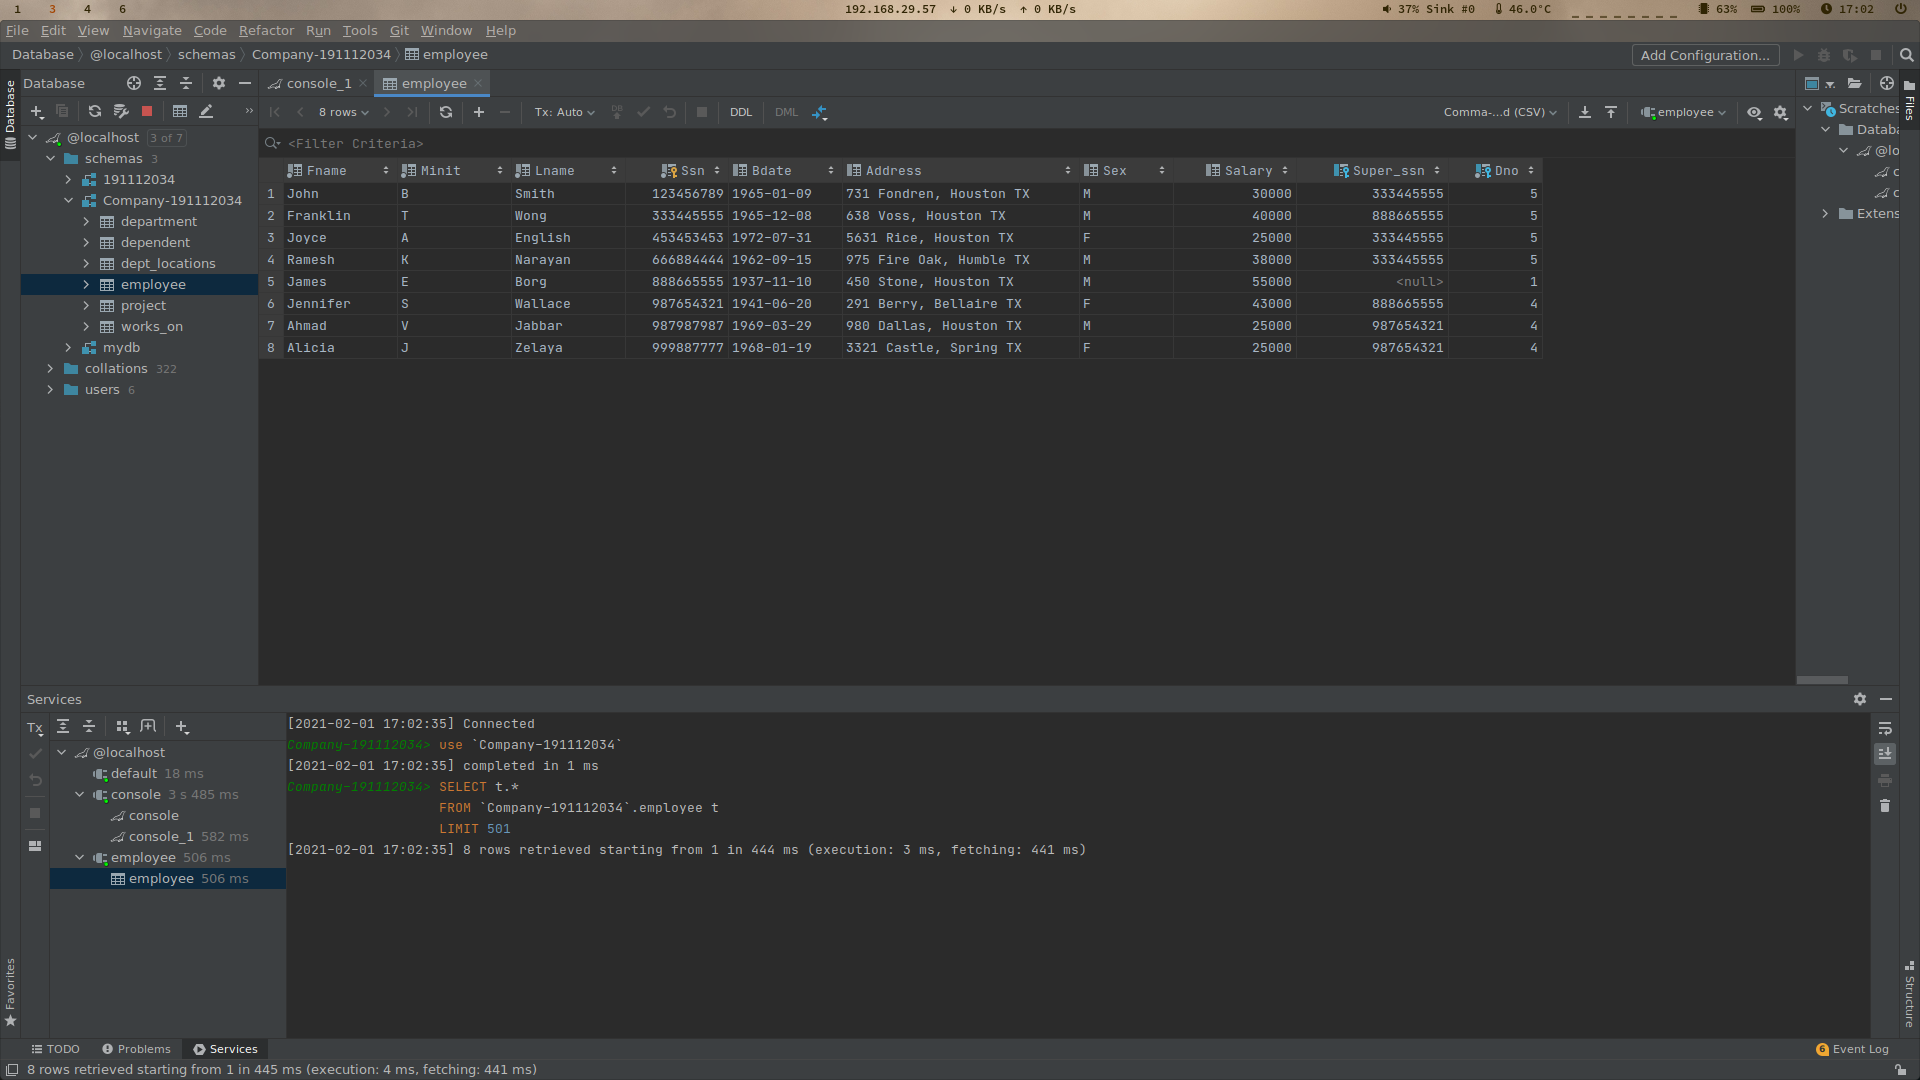 1 3 4 6 192.168.29.57 ↓ 0 KB/s ↑ 0 KB/s 37% Sink #0 46.0°C 63% 100% 17:02
File Edit View Navigate Code Refactor Run Tools Git Window Help
Database @localhost schemas Company-191112034 employee Add Configuration...
Database console_1 employee
8 rows Tx: Auto DB DDL DML Comma-...d (CSV) employee
<Filter Criteria>
Fname Minit Lname Ssn Bdate Address Sex Salary Super_ssn Dno
1 John B Smith 123456789 1965-01-09 731 Fondren, Houston TX M 30000 333445555 5
2 Franklin T Wong 333445555 1965-12-08 638 Voss, Houston TX M 40000 888665555 5
3 Joyce A English 453453453 1972-07-31 5631 Rice, Houston TX F 25000 333445555 5
4 Ramesh K Narayan 666884444 1962-09-15 975 Fire Oak, Humble TX M 38000 333445555 5
5 James E Borg 888665555 1937-11-10 450 Stone, Houston TX M 55000 <null> 1
6 Jennifer S Wallace 987654321 1941-06-20 291 Berry, Bellaire TX F 43000 888665555 4
7 Ahmad V Jabbar 987987987 1969-03-29 980 Dallas, Houston TX M 25000 987654321 4
8 Alicia J Zelaya 999887777 1968-01-19 3321 Castle, Spring TX F 25000 987654321 4
Database
@localhost 3 of 7
schemas 3
191112034
Company-191112034
department
dependent
dept_locations
employee
project
works_on
mydb
collations 322
users 6
Files
Scratches
Databa
@lo
c
c
Extens
Services
Tx
@localhost
default 18 ms
console 3 s 485 ms
console
console_1 582 ms
employee 506 ms
employee 506 ms
[2021-02-01 17:02:35] Connected
Company-191112034> use `Company-191112034`
[2021-02-01 17:02:35] completed in 1 ms
Company-191112034> SELECT t.*
FROM `Company-191112034`.employee t
LIMIT 501
[2021-02-01 17:02:35] 8 rows retrieved starting from 1 in 444 ms (execution: 3 ms, fetching: 441 ms)
Favorites
Structure
TODO Problems Services 6 Event Log
8 rows retrieved starting from 1 in 445 ms (execution: 4 ms, fetching: 441 ms)